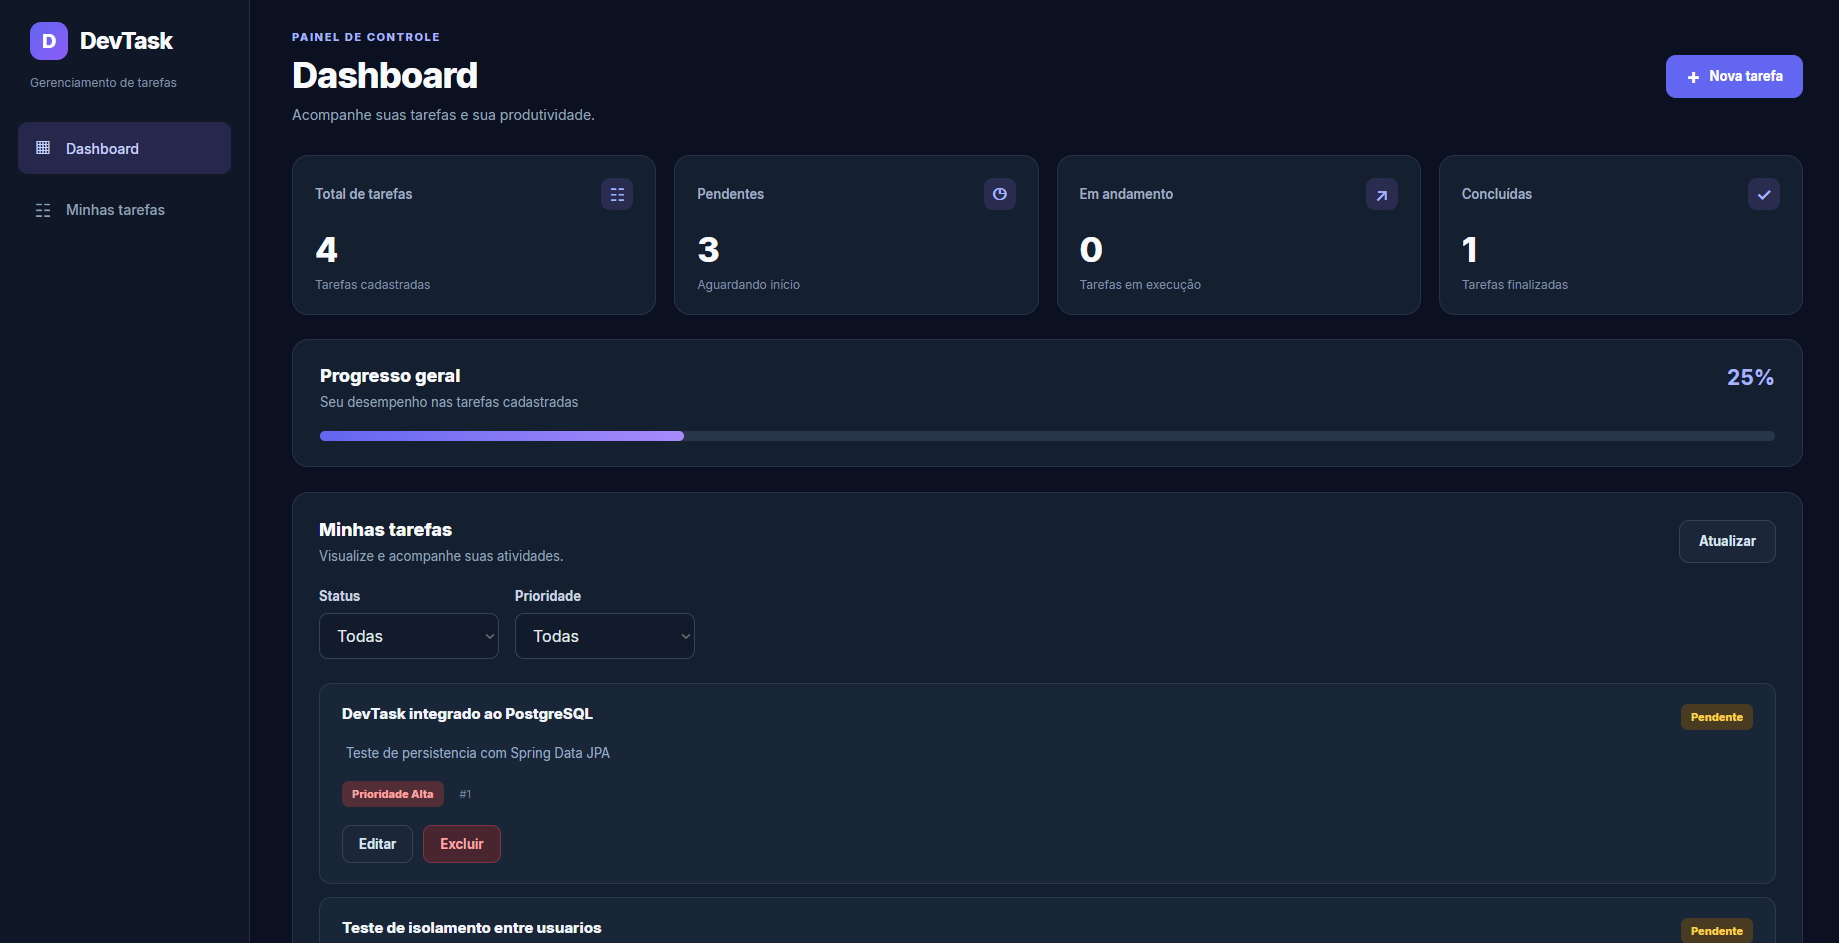 D DevTask
Gerenciamento de tarefas
Dashboard
Minhas tarefas
PAINEL DE CONTROLE
Dashboard
Acompanhe suas tarefas e sua produtividade.
+ Nova tarefa
Total de tarefas
4
Tarefas cadastradas
Pendentes
3
Aguardando início
Em andamento
0
Tarefas em execução
Concluídas
1
Tarefas finalizadas
Progresso geral
Seu desempenho nas tarefas cadastradas
25%
Minhas tarefas
Visualize e acompanhe suas atividades.
Atualizar
Status
Todas
Prioridade
Todas
DevTask integrado ao PostgreSQL
Pendente
Teste de persistencia com Spring Data JPA
Prioridade Alta #1
Editar Excluir
Teste de isolamento entre usuarios
Pendente